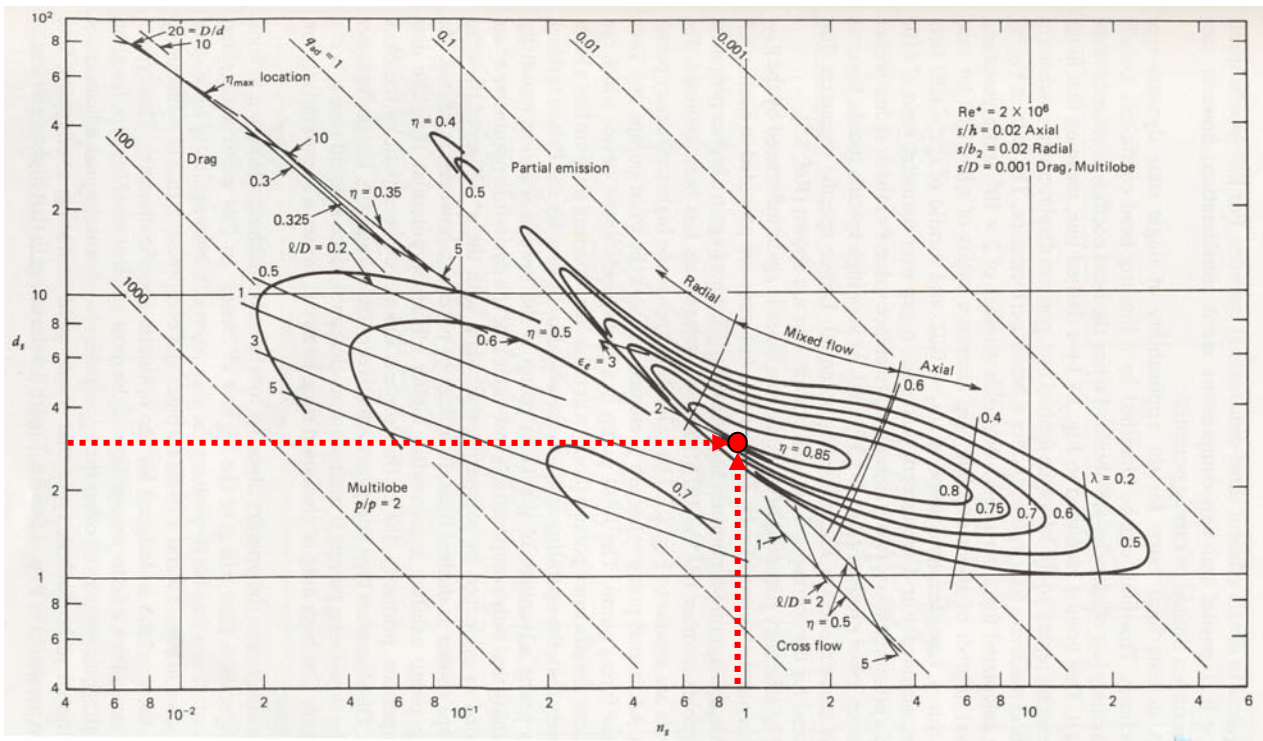 10²
8
6
4
2
10
8
6
4
2
1
8
6
4
d_s
20 = D/d
10
η_max location
q_ad = 1
0.1
0.01
0.001
Re* = 2 × 10⁶
s/h = 0.02 Axial
s/b₂ = 0.02 Radial
s/D = 0.001 Drag, Multilobe
100
Drag
10
0.3
η = 0.4
Partial emission
0.5
η = 0.35
0.325
ℓ/D = 0.2
5
1000
0.5
1
3
5
η = 0.5
0.6
ϵ_ℓ = 3
Radial
Mixed flow
Axial
0.6
0.4
2
η = 0.85
λ = 0.2
0.8
0.75
0.7
0.6
0.5
Multilobe
p/p = 2
0.7
1
ℓ/D = 2
η = 0.5
Cross flow
5
6
8
10⁻²
2
4
6
8
10⁻¹
2
4
6
8
1
2
4
6
8
10
2
4
6
n_s